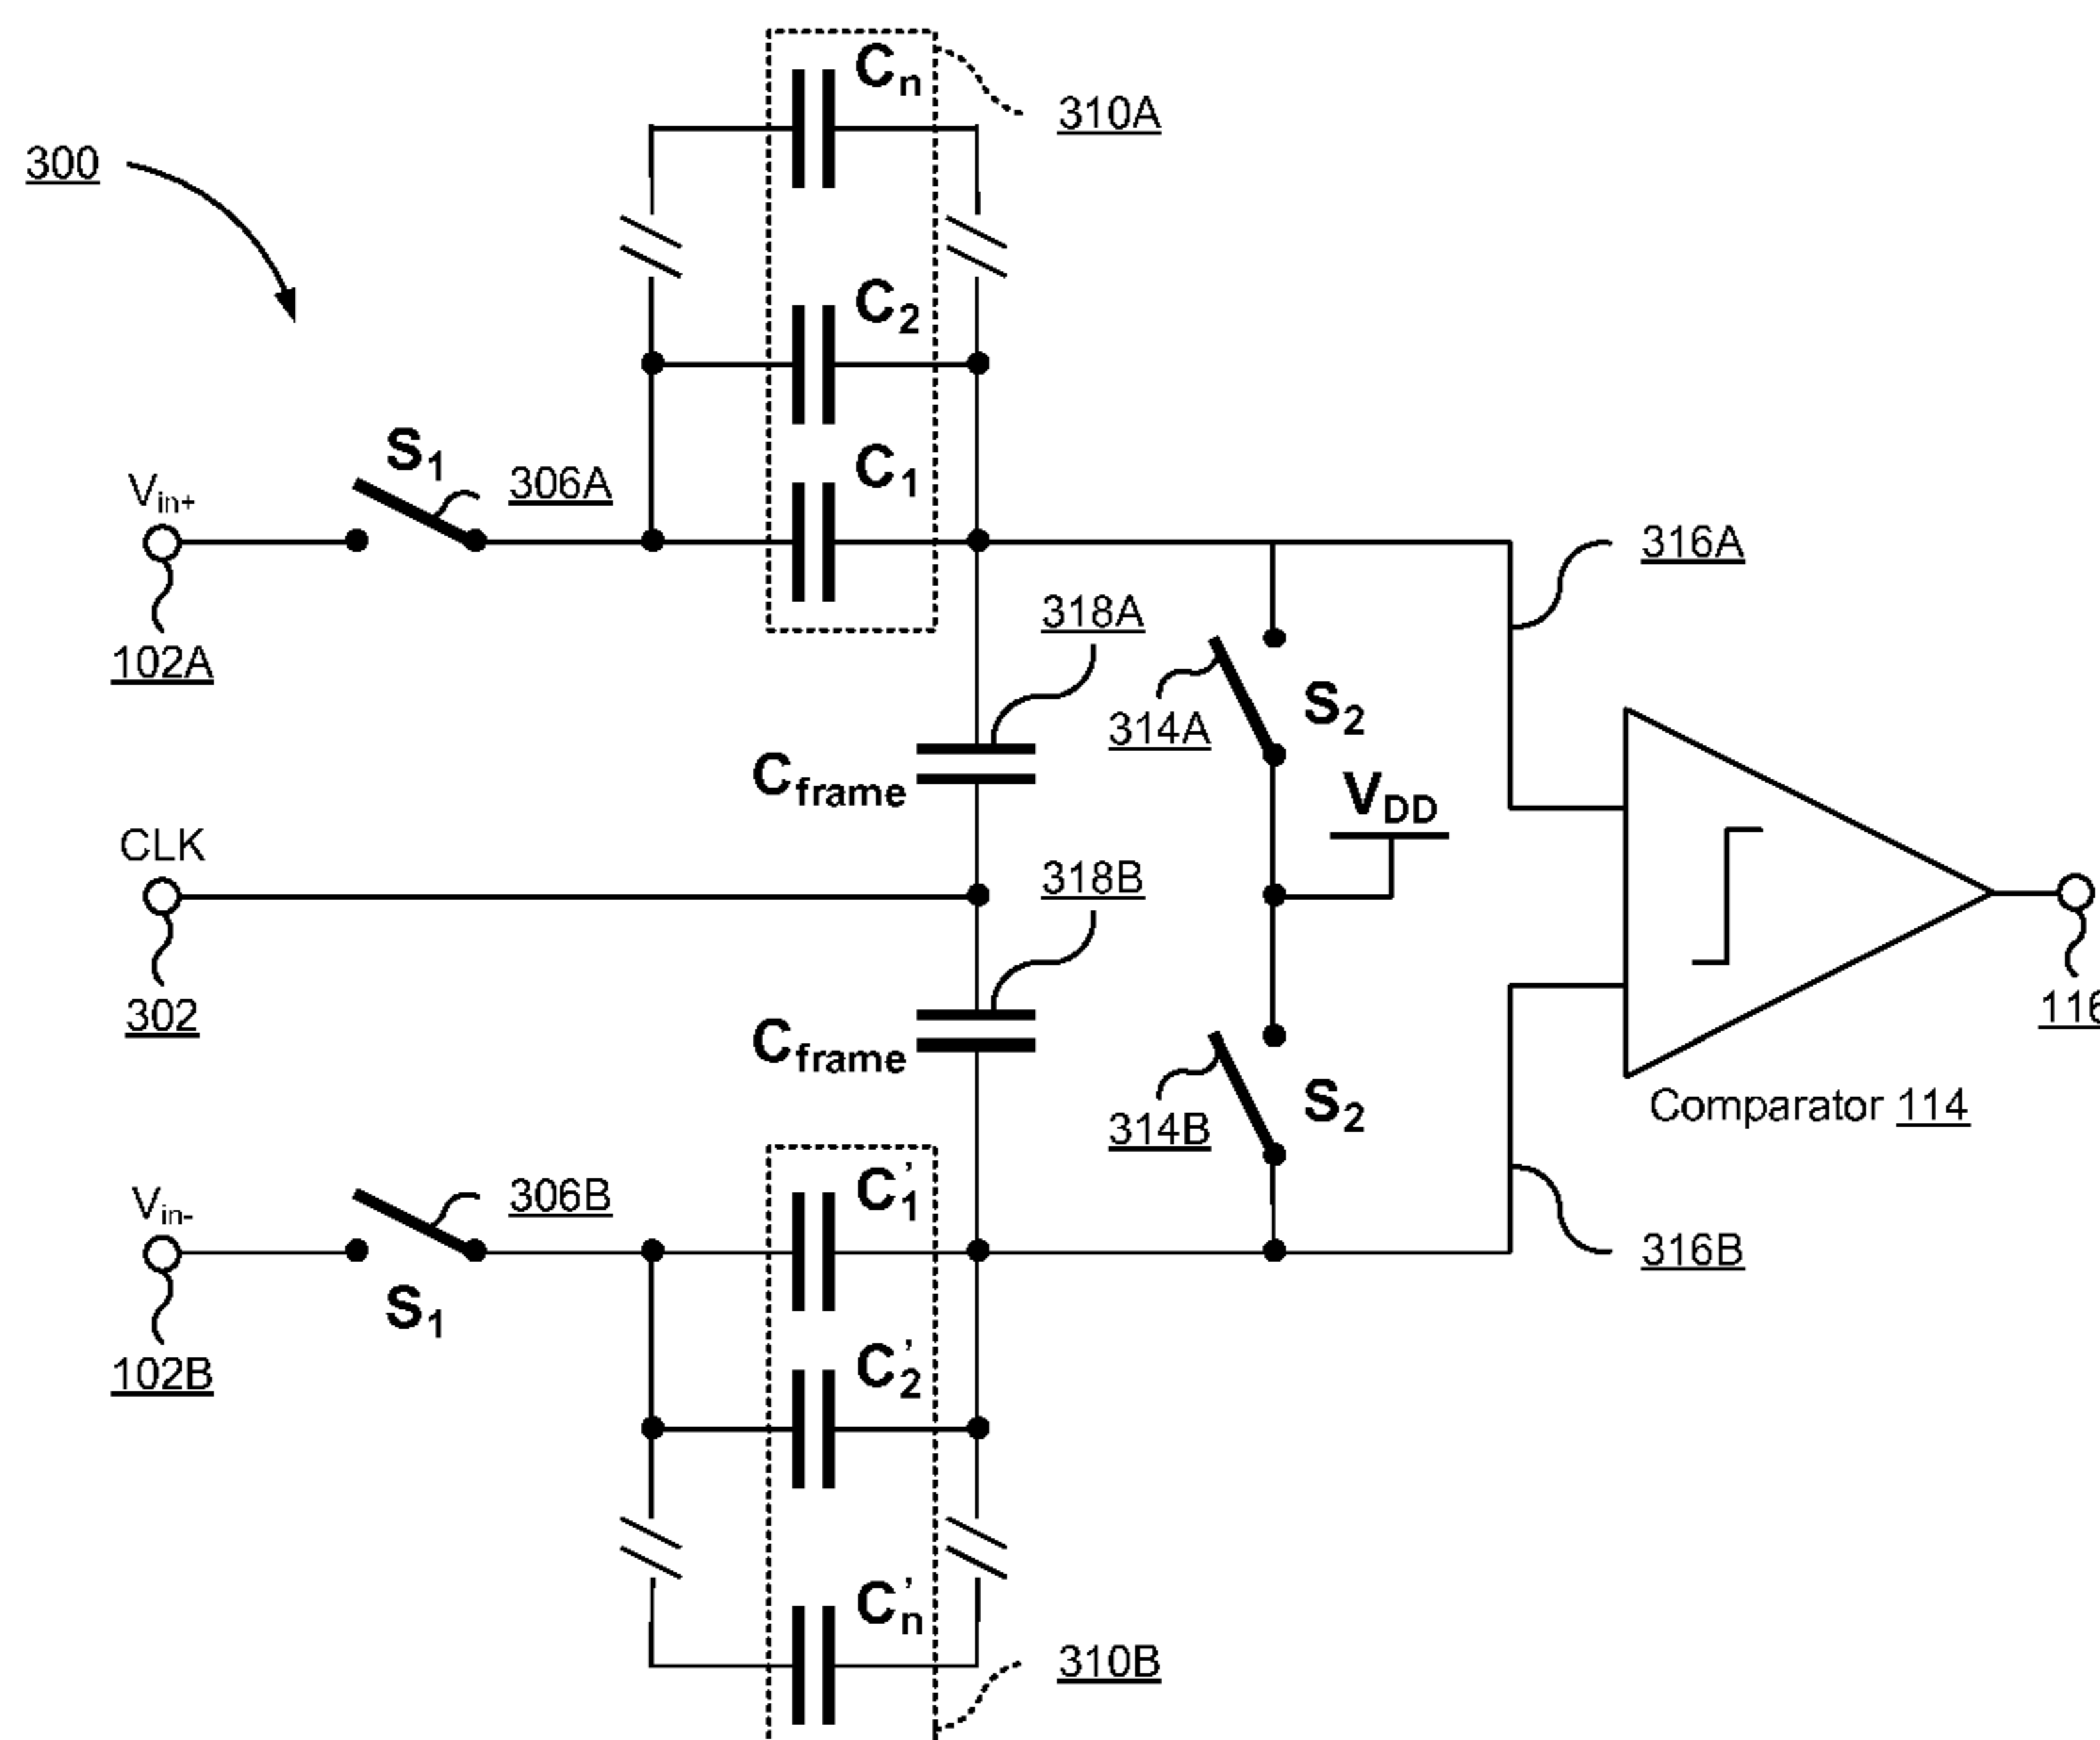 Cn
310A
300
C2
S1
C1
Vin+
306A
316A
318A
102A
314A
S2
Cframe
VDD
CLK
318B
302
116
Cframe
S2
Comparator 114
314B
C'1
Vin-
306B
316B
S1
C'2
102B
C'n
310B